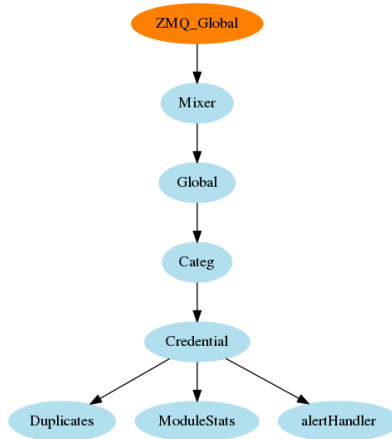 ZMQ_Global
Mixer
Global
Categ
Credential
Duplicates
ModuleStats
alertHandler